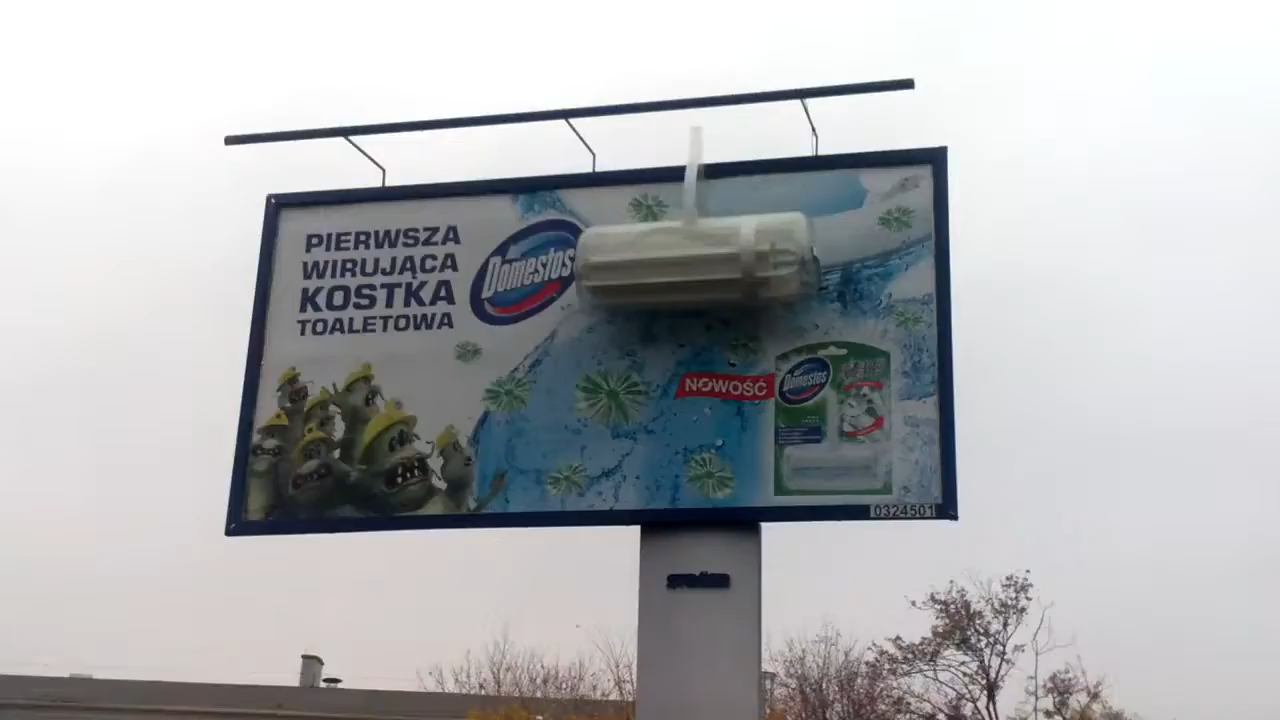 PIERWSZA
WIRUJĄCA
KOSTKA
TOALETOWA
Domestos
NOWOŚĆ
Domestos
0324501